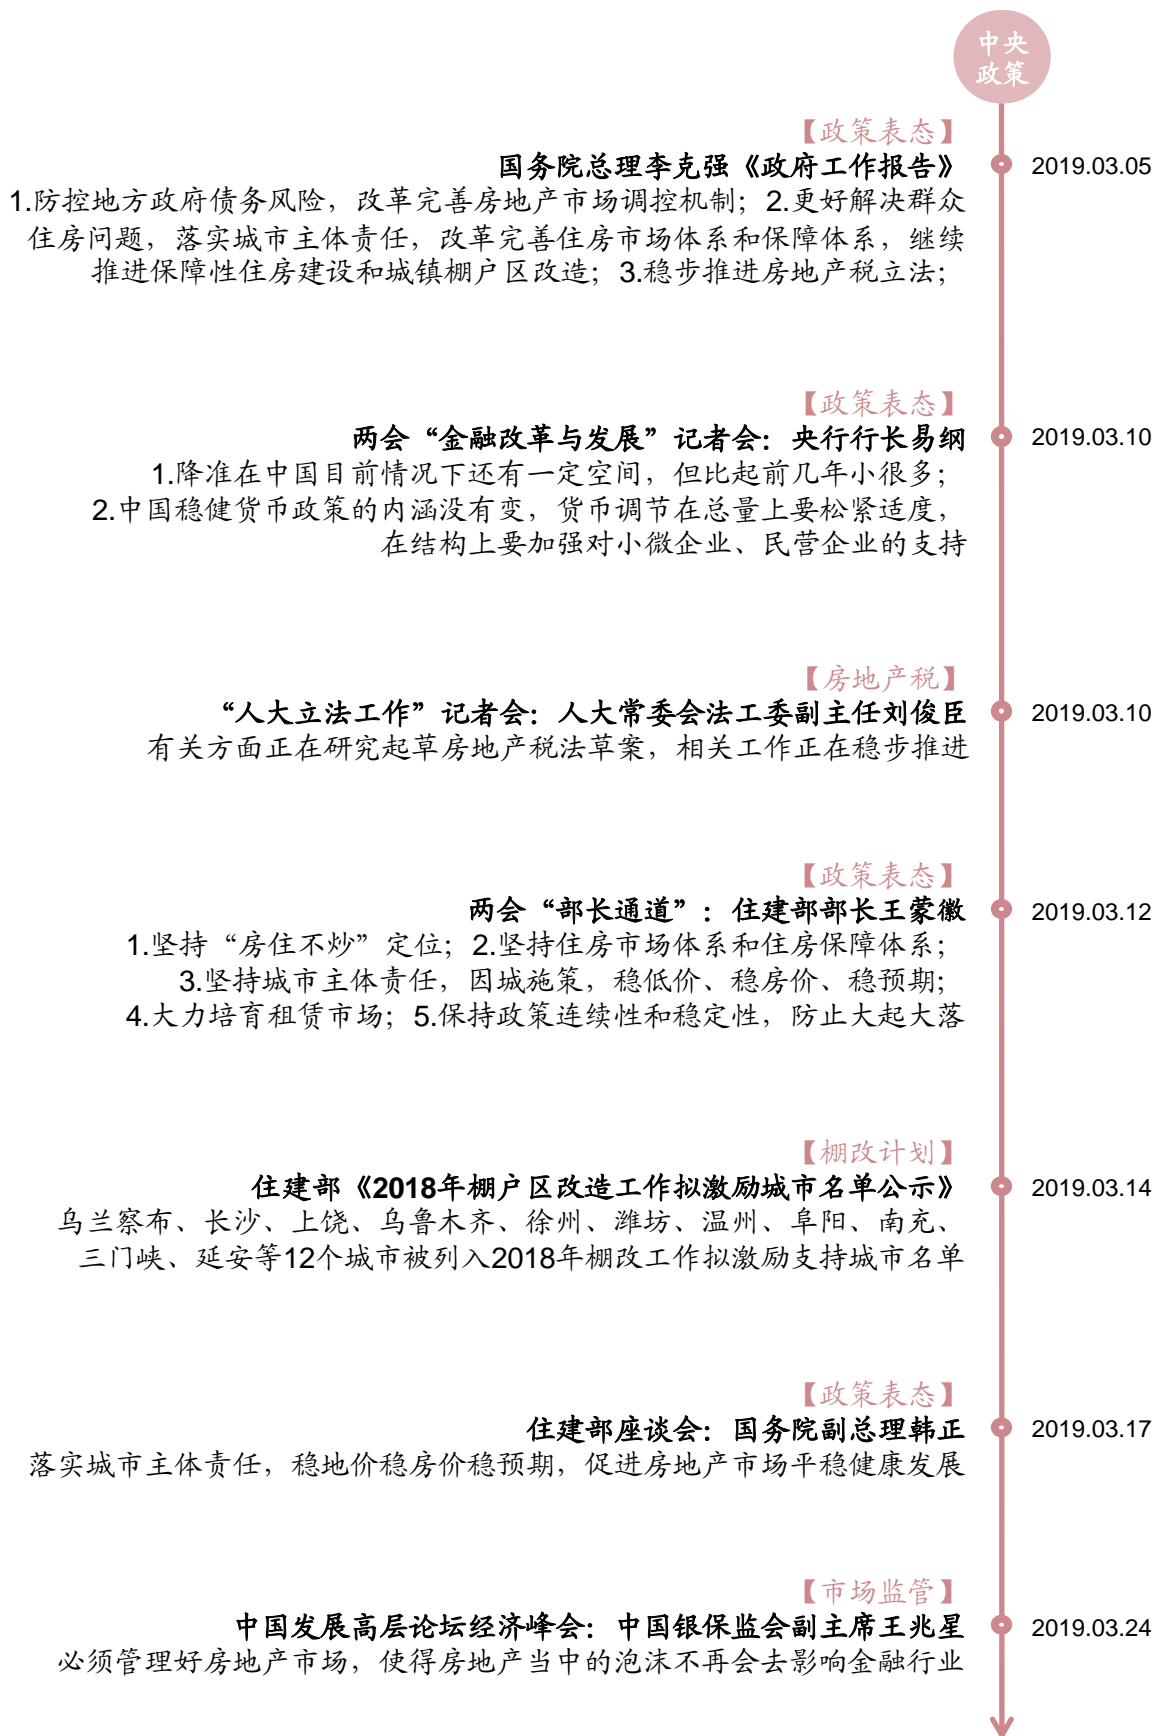 中央
政策
【政策表态】
国务院总理李克强《政府工作报告》
2019.03.05
1.防控地方政府债务风险，改革完善房地产市场调控机制；2.更好解决群众
住房问题，落实城市主体责任，改革完善住房市场体系和保障体系，继续
推进保障性住房建设和城镇棚户区改造；3.稳步推进房地产税立法；
【政策表态】
两会“金融改革与发展”记者会：央行行长易纲
2019.03.10
1.降准在中国目前情况下还有一定空间，但比起前几年小很多；
2.中国稳健货币政策的内涵没有变，货币调节在总量上要松紧适度，
在结构上要加强对小微企业、民营企业的支持
【房地产税】
“人大立法工作”记者会：人大常委会法工委副主任刘俊臣
2019.03.10
有关方面正在研究起草房地产税法草案，相关工作正在稳步推进
【政策表态】
两会“部长通道”：住建部部长王蒙徽
2019.03.12
1.坚持“房住不炒”定位；2.坚持住房市场体系和住房保障体系；
3.坚持城市主体责任，因城施策，稳低价、稳房价、稳预期；
4.大力培育租赁市场；5.保持政策连续性和稳定性，防止大起大落
【棚改计划】
住建部《2018年棚户区改造工作拟激励城市名单公示》
2019.03.14
乌兰察布、长沙、上饶、乌鲁木齐、徐州、潍坊、温州、阜阳、南充、
三门峡、延安等12个城市被列入2018年棚改工作拟激励支持城市名单
【政策表态】
住建部座谈会：国务院副总理韩正
2019.03.17
落实城市主体责任，稳地价稳房价稳预期，促进房地产市场平稳健康发展
【市场监管】
中国发展高层论坛经济峰会：中国银保监会副主席王兆星
2019.03.24
必须管理好房地产市场，使得房地产当中的泡沫不再会去影响金融行业